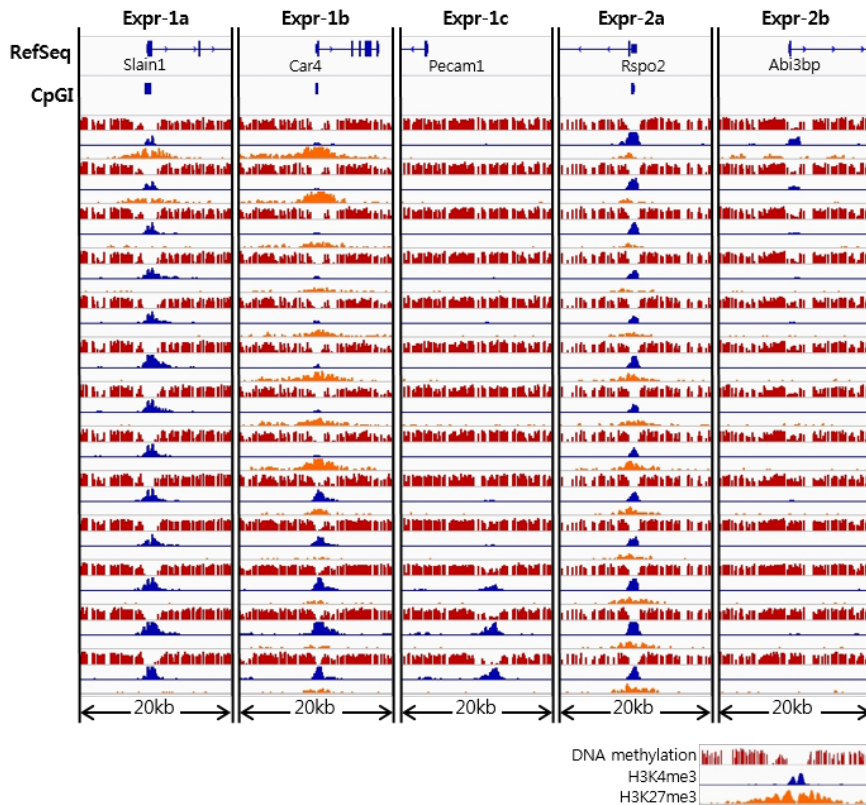 Expr-1a Expr-1b Expr-1c Expr-2a Expr-2b
RefSeq
Slain1 Car4 Pecam1 Rspo2 Abi3bp
CpGI
20kb 20kb 20kb 20kb 20kb
DNA methylation
H3K4me3
H3K27me3